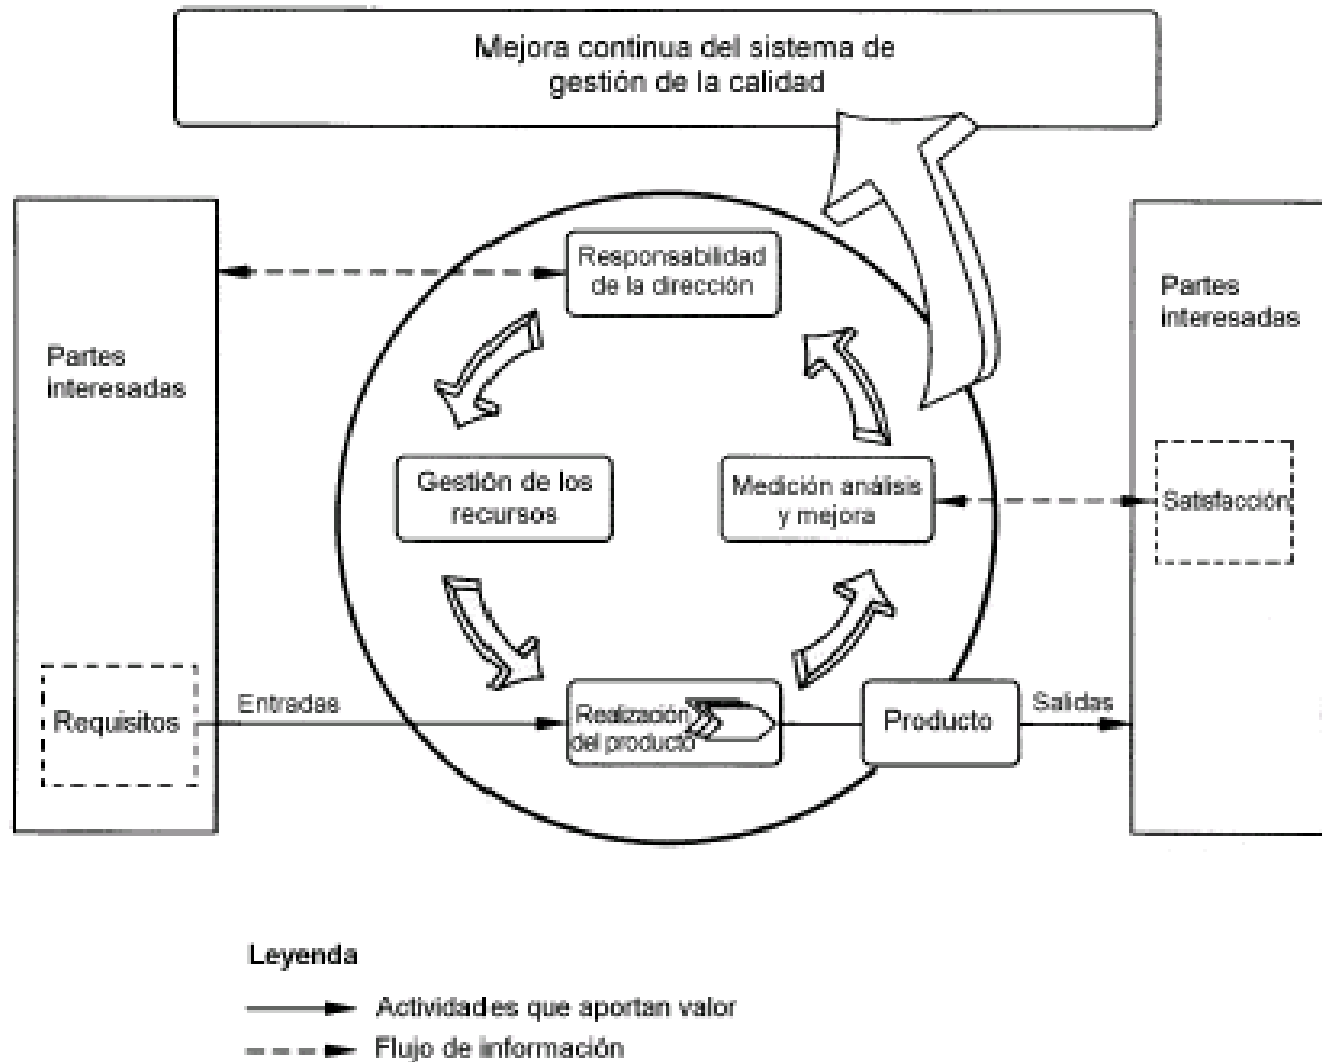 Mejora continua del sistema de
gestión de la calidad
Responsabilidad
de la dirección
Partes
interesadas
Partes
interesadas
Gestión de los
recursos
Medición análisis
y mejora
Satisfacción
Requisitos
Entradas
Realización
del producto
Producto
Salidas
Leyenda
Actividades que aportan valor
Flujo de información